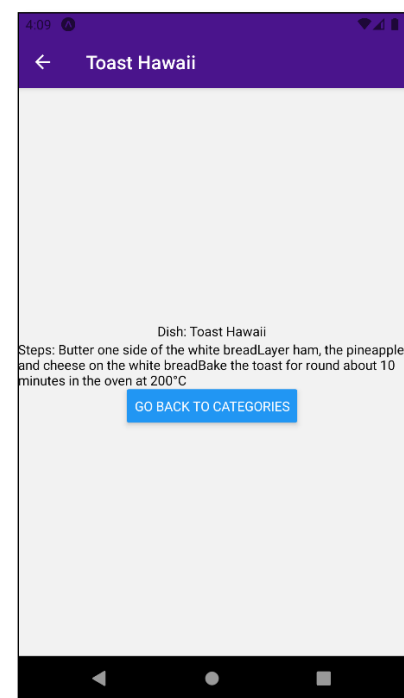 4:09
Toast Hawaii
Dish: Toast Hawaii
Steps: Butter one side of the white breadLayer ham, the pineapple
and cheese on the white breadBake the toast for round about 10
minutes in the oven at 200°C
GO BACK TO CATEGORIES